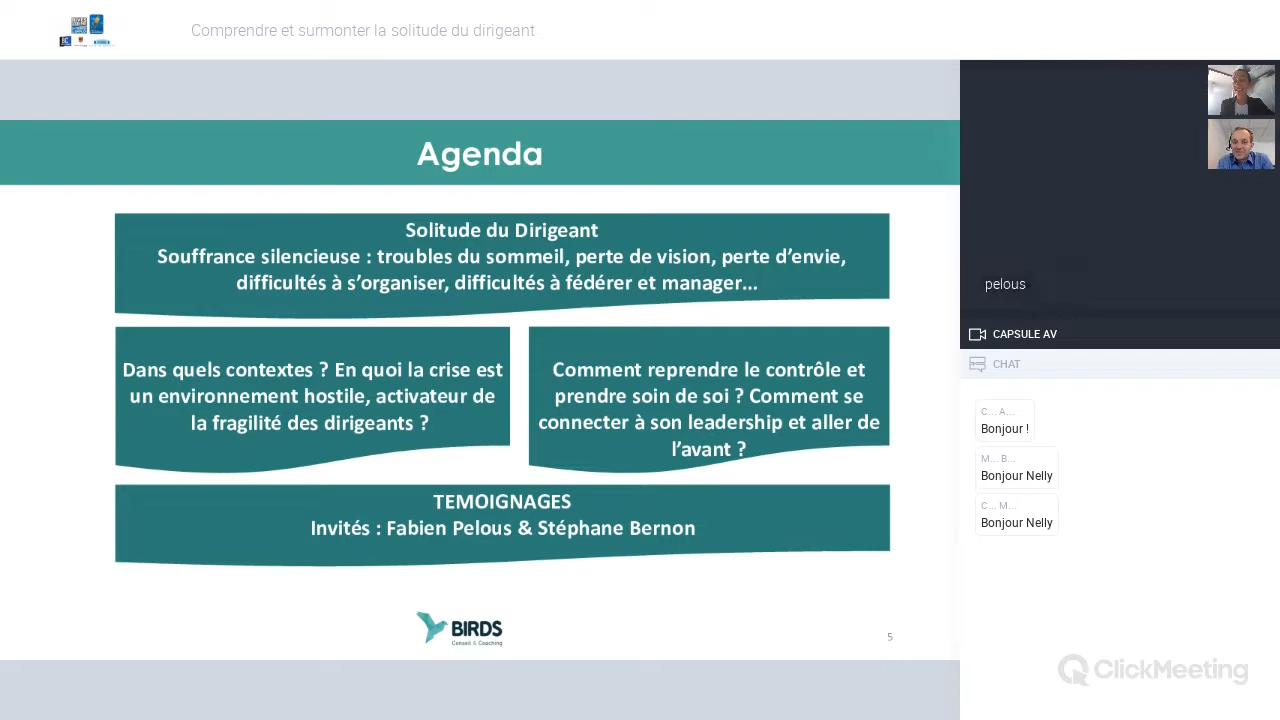 Comprendre et surmonter la solitude du dirigeant
Agenda
Solitude du Dirigeant
Souffrance silencieuse : troubles du sommeil, perte de vision, perte d’envie,
difficultés à s’organiser, difficultés à fédérer et manager...
Dans quels contextes ? En quoi la crise est
un environnement hostile, activateur de
la fragilité des dirigeants ?
Comment reprendre le contrôle et
prendre soin de soi ? Comment se
connecter à son leadership et aller de
l’avant ?
TEMOIGNAGES
Invités : Fabien Pelous & Stéphane Bernon
BIRDS
Conseil & Coaching
5
pelous
CAPSULE AV
CHAT
C... A...
Bonjour !
M... B...
Bonjour Nelly
C... M...
Bonjour Nelly
ClickMeeting